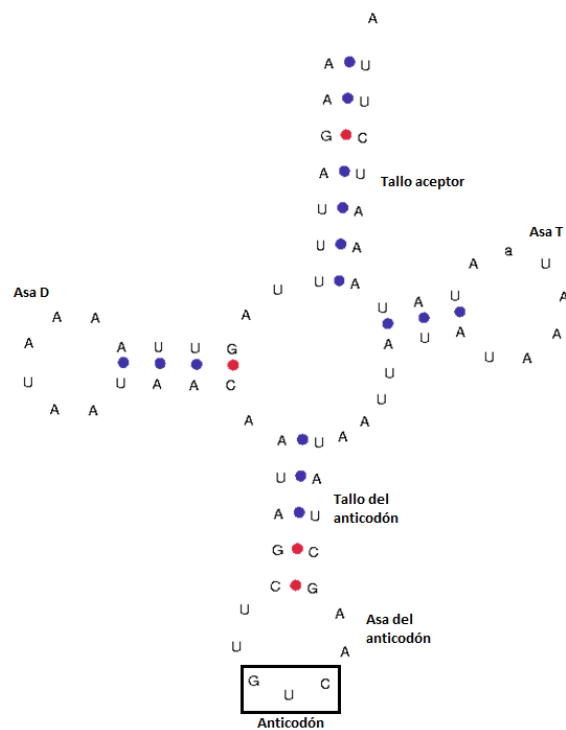 A
A U
A U
G C
A U
Tallo aceptor
U A
Asa T
U A
A a U
U A
Asa D
U
U A U
A
A A
A
A
A U U G
U A
U A A C
A U
A
U
A A
U
A
A
A U
A A
U A
Tallo del
anticodón
A U
G C
C G
U A
Asa del
anticodón
U A
G U C
Anticodón